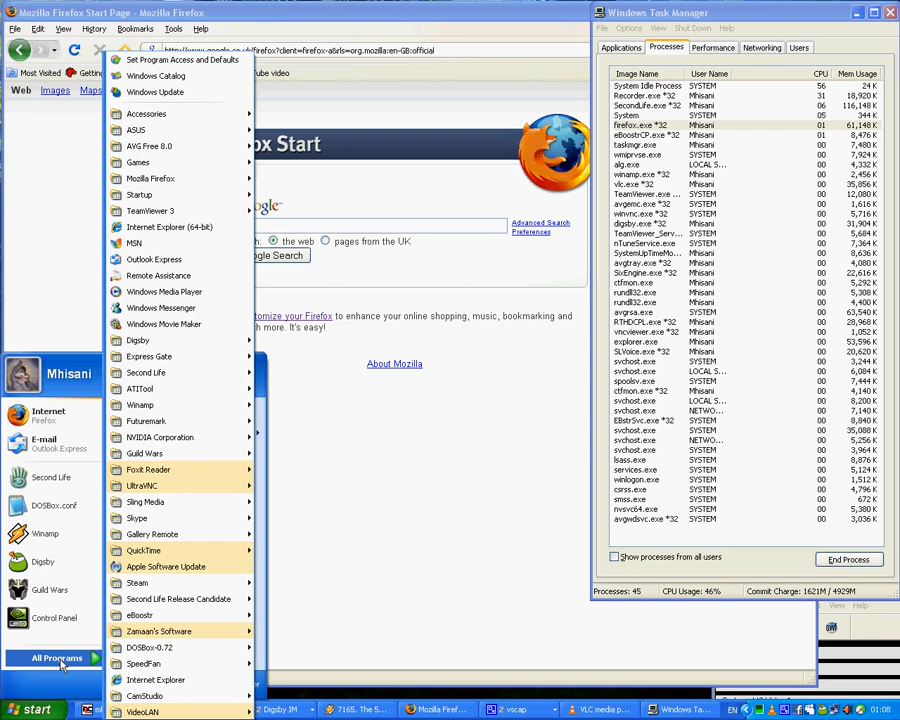 Mozilla Firefox Start Page - Mozilla Firefox
File Edit View History Bookmarks Tools Help
http://www.google.co.uk/firefox?client=firefox-a&rls=org.mozilla:en-GB:official
Most Visited Getting
Tube video
Web Images Maps
ox Start
ogle™
Advanced Search
Preferences
h: the web pages from the UK
gle Search
tomize your Firefox to enhance your online shopping, music, bookmarking and
h more. It's easy!
About Mozilla
Set Program Access and Defaults
Windows Catalog
Windows Update
Accessories
ASUS
AVG Free 8.0
Games
Mozilla Firefox
Startup
TeamViewer 3
Internet Explorer (64-bit)
MSN
Outlook Express
Remote Assistance
Windows Media Player
Windows Messenger
Windows Movie Maker
Digsby
Express Gate
Second Life
ATITool
Winamp
Futuremark
NVIDIA Corporation
Guild Wars
Foxit Reader
UltraVNC
Sling Media
Skype
Gallery Remote
QuickTime
Apple Software Update
Steam
Second Life Release Candidate
eBoostr
Zamaan's Software
DOSBox-0.72
SpeedFan
Internet Explorer
CamStudio
VideoLAN
Mhisani
Internet
Firefox
E-mail
Outlook Express
Second Life
DOSBox.conf
Winamp
Digsby
Guild Wars
Control Panel
All Programs
Windows Task Manager
File Options View Shut Down Help
Applications Processes Performance Networking Users
Image Name User Name CPU Mem Usage
System Idle Process SYSTEM 56 24 K
Recorder.exe *32 Mhisani 31 18,920 K
SecondLife.exe *32 Mhisani 06 116,148 K
System SYSTEM 05 344 K
firefox.exe *32 Mhisani 01 61,148 K
eBoostrCP.exe *32 Mhisani 01 8,476 K
taskmgr.exe Mhisani 00 7,480 K
wmiprvse.exe SYSTEM 00 7,924 K
alg.exe LOCAL S... 00 4,332 K
winamp.exe *32 Mhisani 00 2,456 K
vlc.exe *32 Mhisani 00 35,856 K
TeamViewer.exe ... Mhisani 00 12,080 K
avgemc.exe *32 SYSTEM 00 1,616 K
winvnc.exe *32 SYSTEM 00 5,716 K
digsby.exe *32 Mhisani 00 31,904 K
TeamViewer_Serv... SYSTEM 00 5,684 K
nTuneService.exe SYSTEM 00 7,364 K
SystemUpTimeMo... SYSTEM 00 8,636 K
avgtray.exe *32 Mhisani 00 4,080 K
SixEngine.exe *32 Mhisani 00 22,616 K
ctfmon.exe Mhisani 00 5,292 K
rundll32.exe Mhisani 00 5,308 K
rundll32.exe Mhisani 00 4,400 K
avgrsa.exe SYSTEM 00 63,540 K
RTHDCPL.exe *32 Mhisani 00 28,968 K
vncviewer.exe *32 Mhisani 00 1,052 K
explorer.exe Mhisani 00 53,596 K
SLVoice.exe *32 Mhisani 00 20,620 K
svchost.exe SYSTEM 00 3,544 K
svchost.exe LOCAL S... 00 6,084 K
spoolsv.exe SYSTEM 00 7,444 K
ctfmon.exe *32 Mhisani 00 4,384 K
svchost.exe LOCAL S... 00 8,200 K
svchost.exe NETWO... 00 7,140 K
EBstrSvc.exe *32 SYSTEM 00 8,840 K
svchost.exe SYSTEM 00 35,088 K
svchost.exe NETWO... 00 5,256 K
svchost.exe SYSTEM 00 3,964 K
lsass.exe SYSTEM 00 8,876 K
services.exe SYSTEM 00 5,124 K
winlogon.exe SYSTEM 00 1,512 K
csrss.exe SYSTEM 00 4,796 K
smss.exe SYSTEM 00 672 K
nvsvc64.exe SYSTEM 00 5,380 K
avgwdsvc.exe *32 SYSTEM 00 3,036 K
Show processes from all users
End Process
Processes: 45 CPU Usage: 46% Commit Charge: 1621M / 4929M
View Help
start
2 Digsby IM
7165. The 5...
Mozilla Firef...
2 vscap
VLC media p...
Windows Ta...
EN
01:08